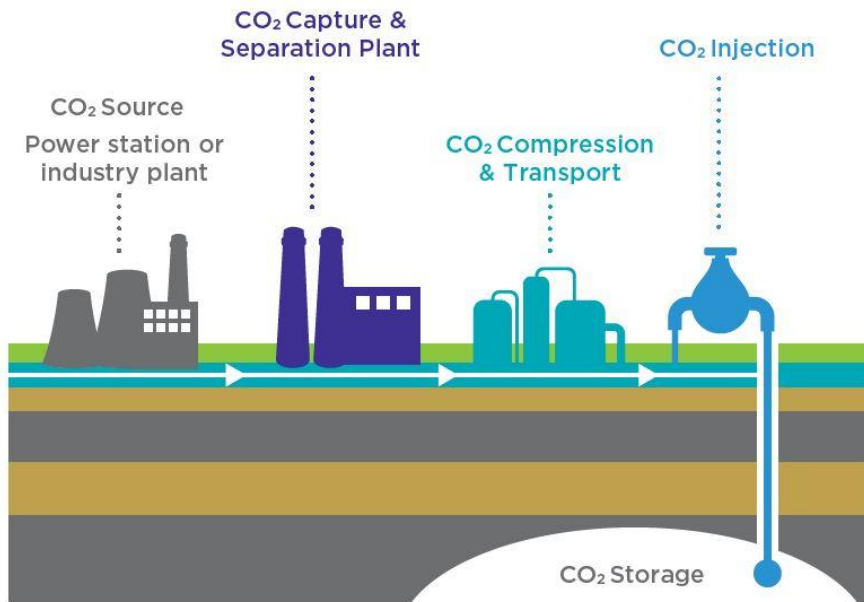 CO₂ Source
Power station or
industry plant
CO₂ Capture &
Separation Plant
CO₂ Compression
& Transport
CO₂ Injection
CO₂ Storage